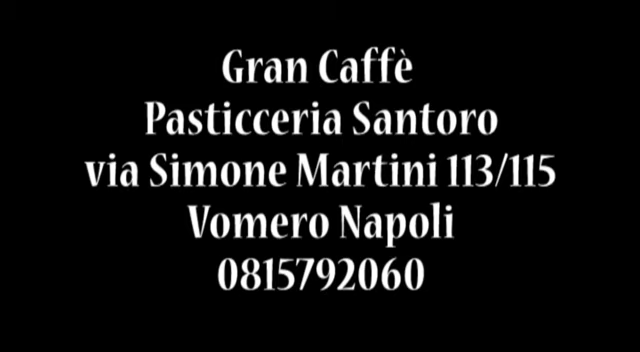 Gran Caffè
Pasticceria Santoro
via Simone Martini 113/115
Vomero Napoli
0815792060